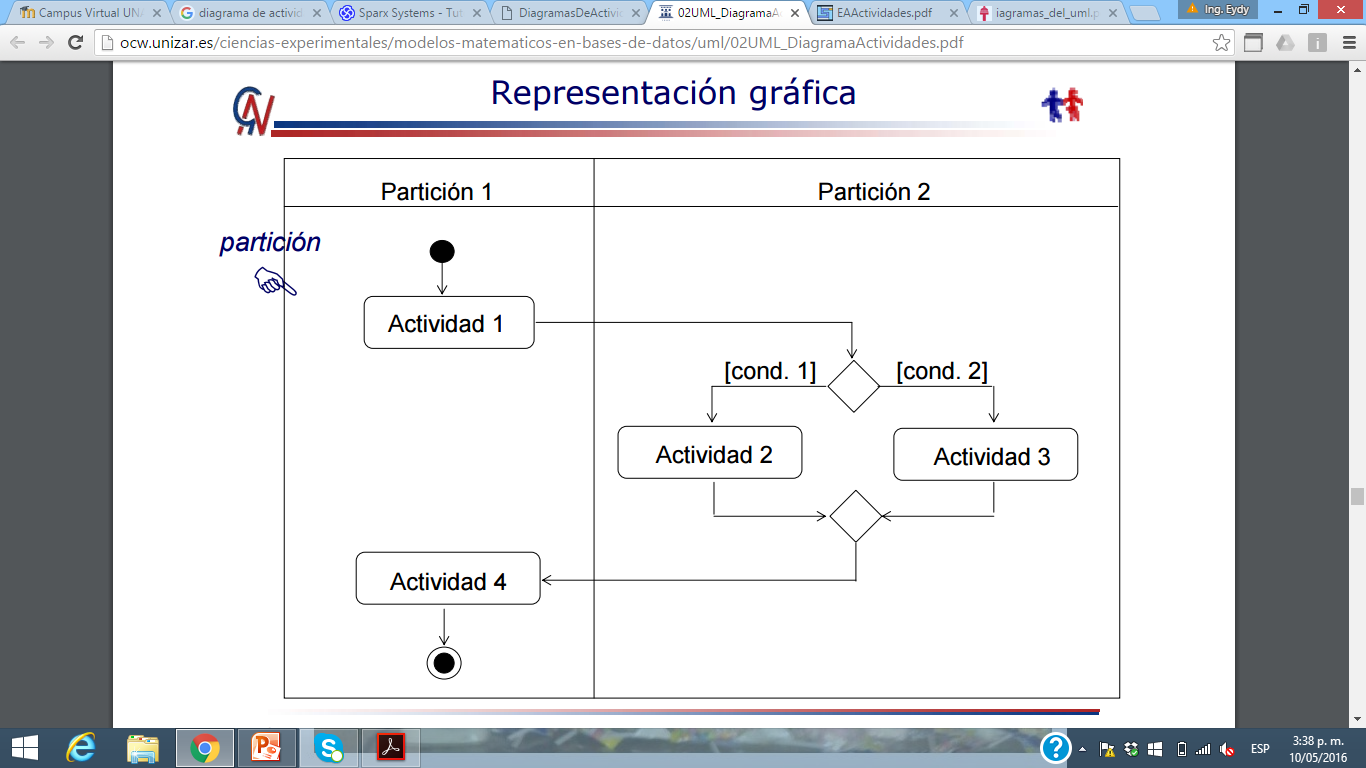 Campus Virtual UNA
diagrama de activid
Sparx Systems - Tut
DiagramasDeActivid
02UML_DiagramaA
EAActividades.pdf
iagramas_del_uml.p
Ing. Eydy
ocw.unizar.es/ciencias-experimentales/modelos-matematicos-en-bases-de-datos/uml/02UML_DiagramaActividades.pdf
Representación gráfica
Partición 1
Partición 2
partición
Actividad 1
[cond. 1]
[cond. 2]
Actividad 2
Actividad 3
Actividad 4
ESP
3:38 p. m.
10/05/2016